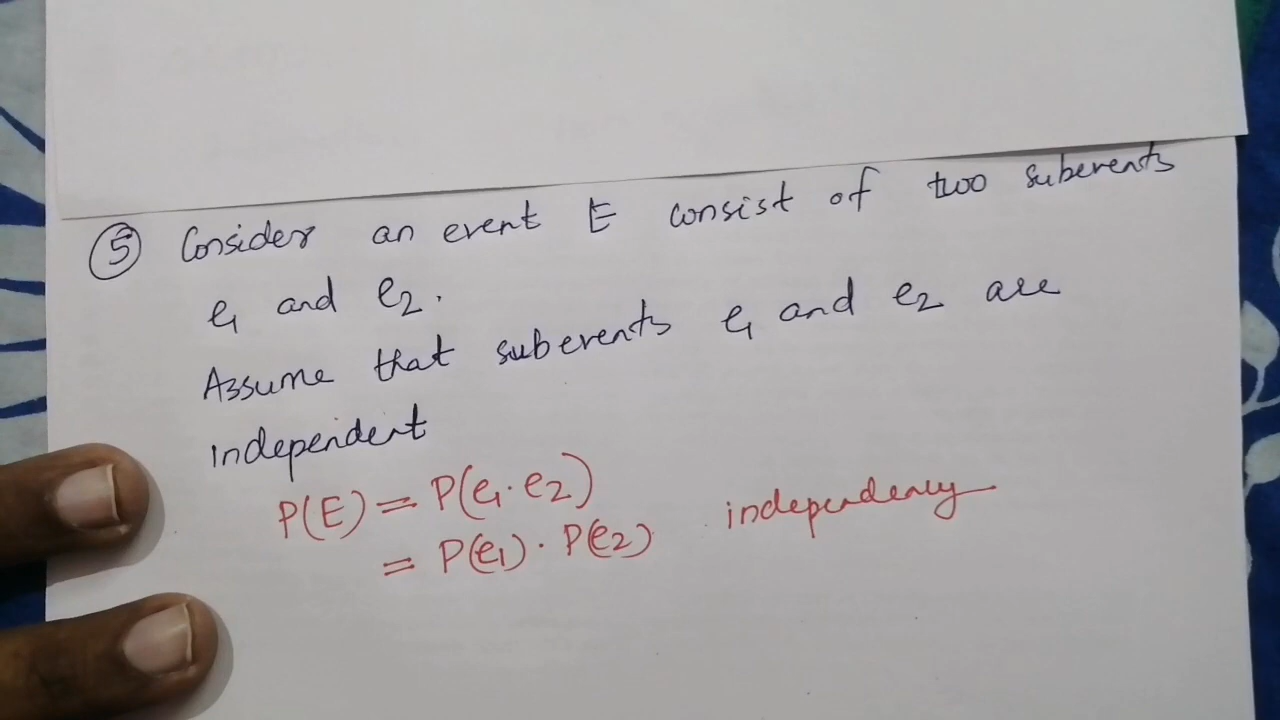 ⑤ Consider an event E consist of two subevents
e₁ and e₂.
Assume that subevents e₁ and e₂ are
independent
P(E) = P(e₁·e₂)
= P(e₁)·P(e₂) independency